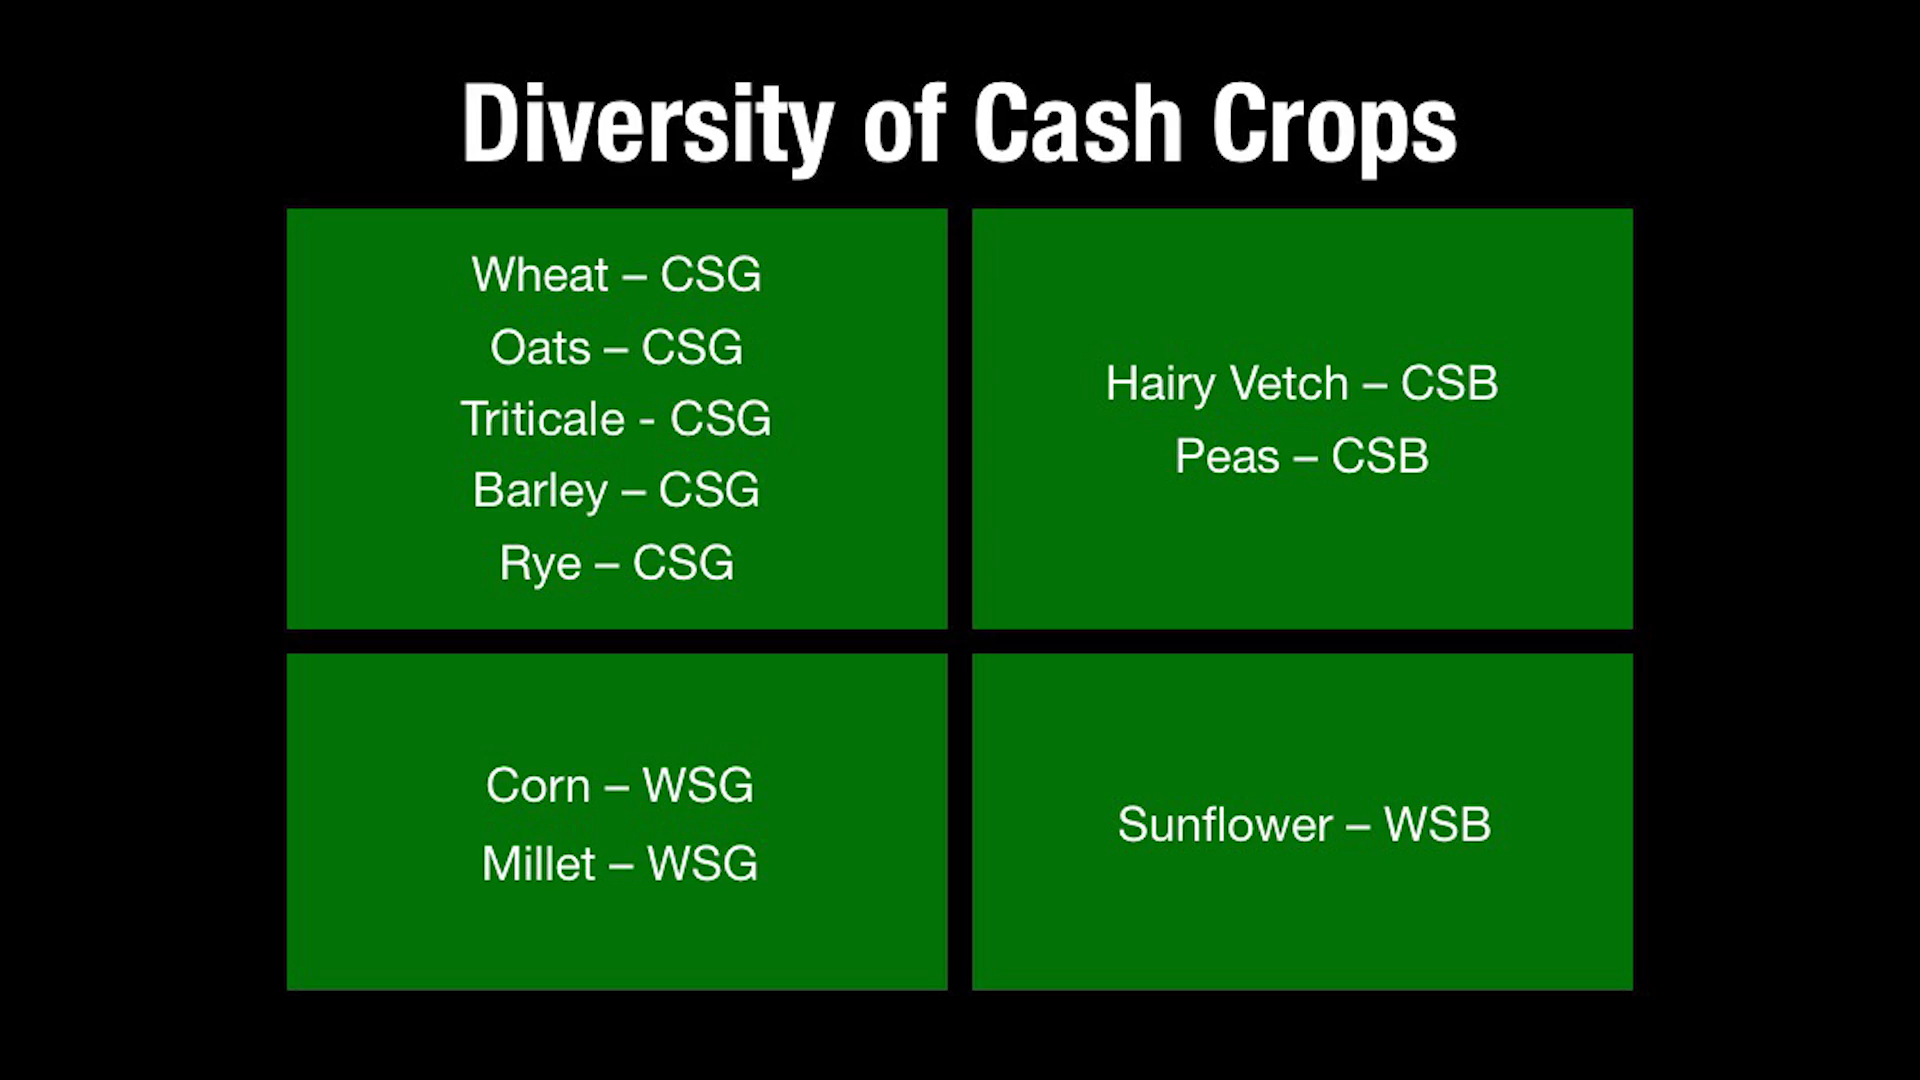 Diversity of Cash Crops
Wheat – CSG
Oats – CSG
Triticale - CSG
Barley – CSG
Rye – CSG
Hairy Vetch – CSB
Peas – CSB
Corn – WSG
Millet – WSG
Sunflower – WSB